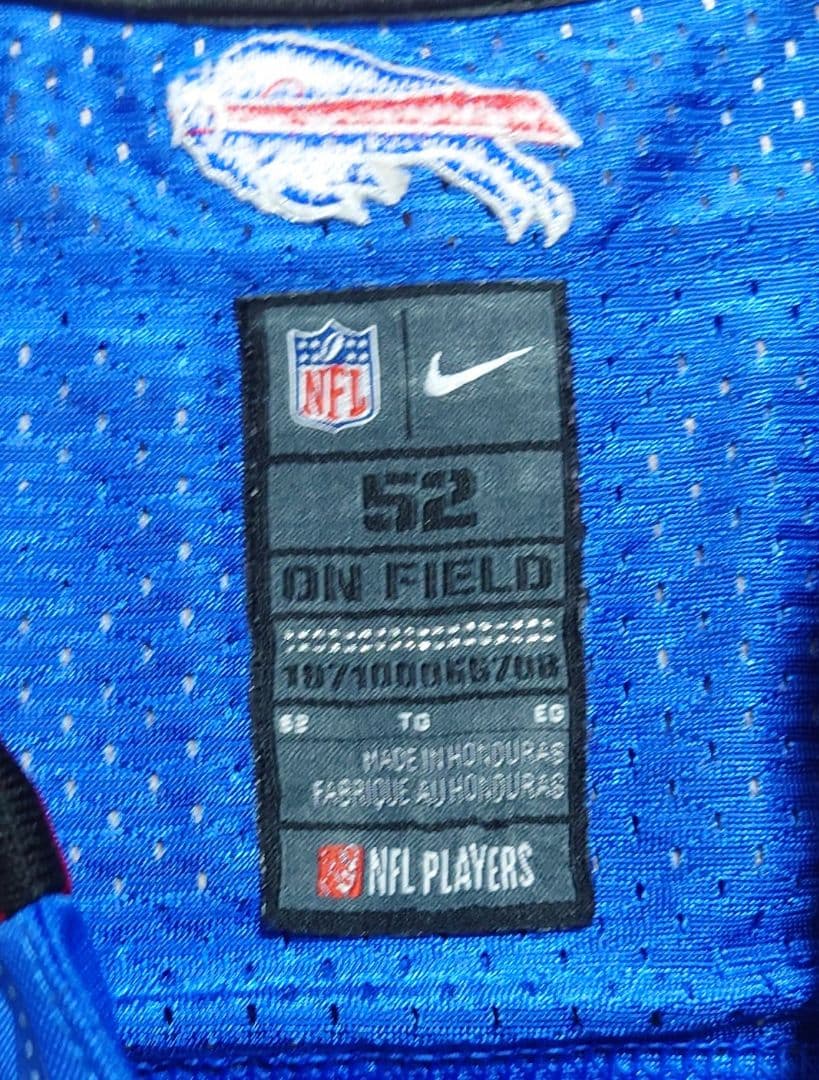 NFL
52
ON FIELD
52 TG EG
MADE IN HONDURAS
FABRIQUE AU HONDURAS
NFL PLAYERS